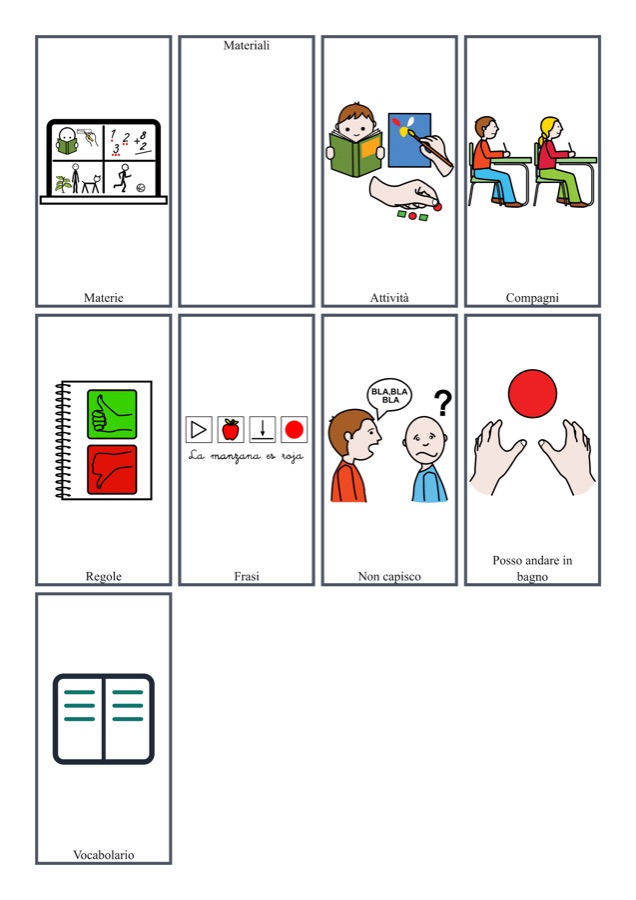 Materiali
1 2 +8
3 2
Materie
Attività
Compagni
La manzana es roja
BLA,BLA
BLA
?
Regole
Frasi
Non capisco
Posso andare in
bagno
Vocabolario